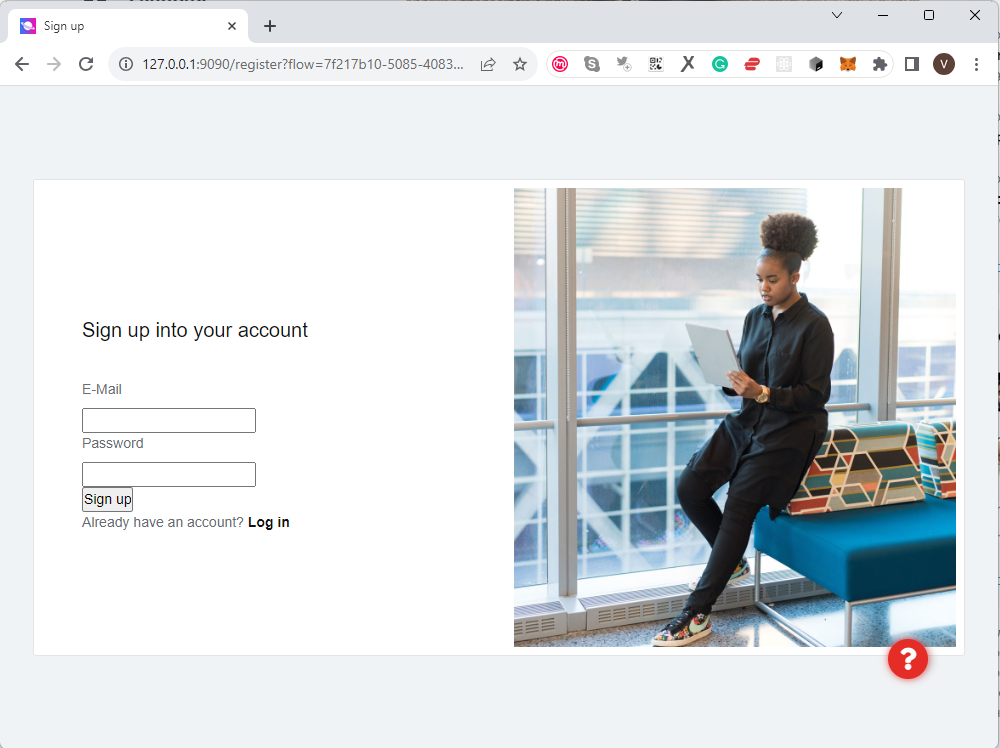 Sign up
127.0.0.1:9090/register?flow=7f217b10-5085-4083...
V
Sign up into your account
E-Mail
Password
Sign up
Already have an account? Log in
?